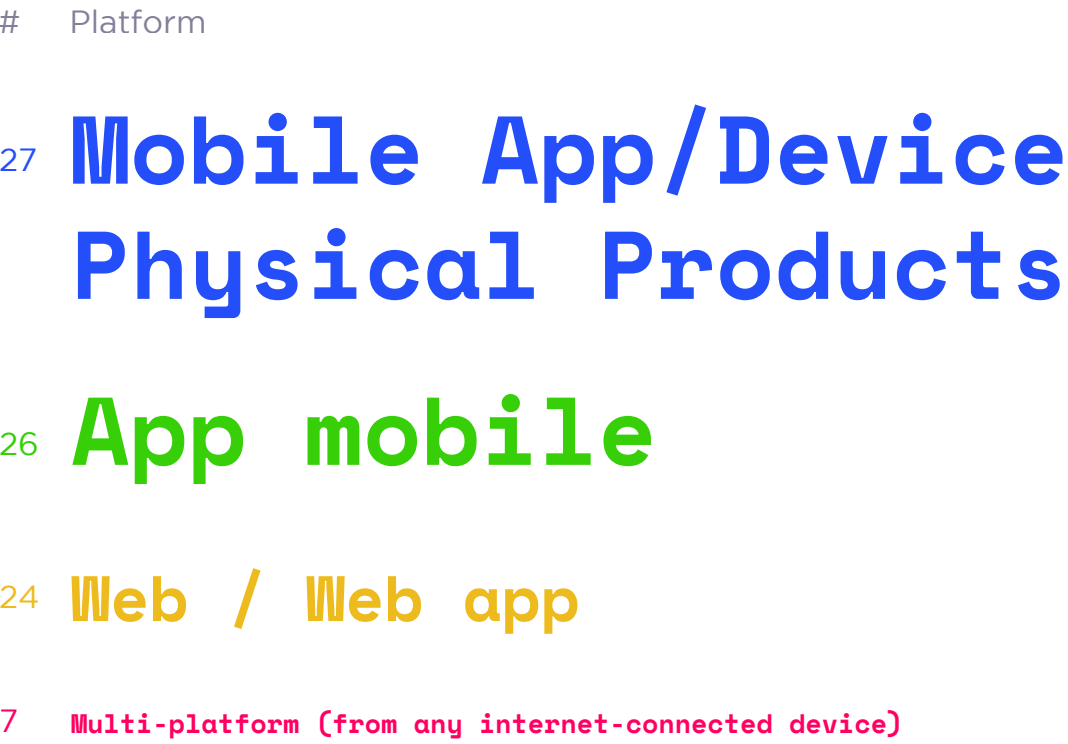 # Platform
27 Mobile App/Device
Physical Products
26 App mobile
24 Web / Web app
7 Multi-platform (from any internet-connected device)